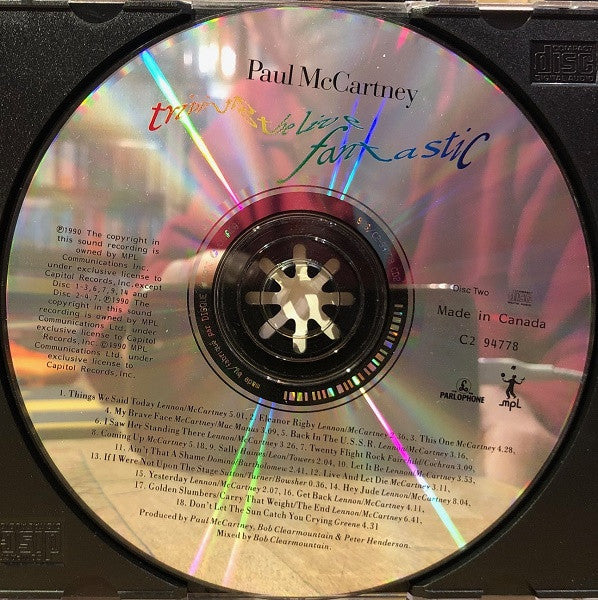 Paul McCartney
tripping the live
fantastic
COMPACT
disc
DIGITAL AUDIO
℗1990 The copyright in
this sound recording is
owned by MPL
Communications Inc.
under exclusive license to
Capitol Records, Inc. except
Disc 1-3,6,7,9,14 and
Disc 2-4,7. ℗1990 The
copyright in this sound
recording is owned by MPL
Communications Ltd. under
exclusive license to Capitol
Records, Inc. ©1990 MPL
Communications Ltd. under
exclusive license to
Capitol Records, Inc.
Disc Two
Made in Canada
C2 94778
PARLOPHONE
MPL
1. Things We Said Today Lennon/McCartney 5.01, 2. Eleanor Rigby Lennon/McCartney 2.36, 3. This One McCartney 4.28,
4. My Brave Face McCartney/Mac Manus 3.09, 5. Back In The U.S.S.R. Lennon/McCartney 3.16,
6. I Saw Her Standing There Lennon/McCartney 3.26, 7. Twenty Flight Rock Fairchild/Cochran 3.09,
8. Coming Up McCartney 5.18, 9. Sally Haines/Leon/Towers 2.04, 10. Let It Be Lennon/McCartney 3.53,
11. Ain't That A Shame Domino/Bartholomew 2.41, 12. Live And Let Die McCartney 3.11,
13. If I Were Not Upon The Stage Sutton/Turner/Bowsher 0.36, 14. Hey Jude Lennon/McCartney 8.04,
15. Yesterday Lennon/McCartney 2.07, 16. Get Back Lennon/McCartney 4.11,
17. Golden Slumbers/Carry That Weight/The End Lennon/McCartney 6.41,
18. Don't Let The Sun Catch You Crying Greene 4.31
Produced by Paul McCartney, Bob Clearmountain & Peter Henderson.
Mixed by Bob Clearmountain.